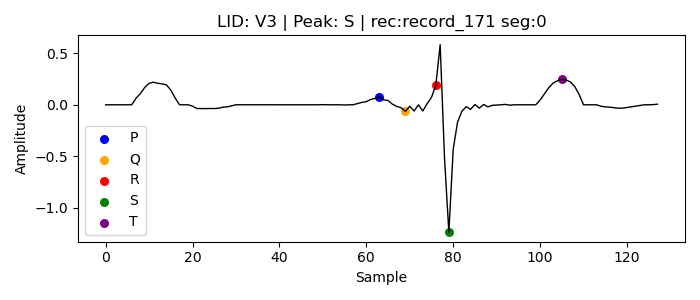 LID: V3 | Peak: S | rec:record_171 seg:0
Amplitude
0.5
0.0
−0.5
−1.0
P
Q
R
S
T
0 20 40 60 80 100 120
Sample